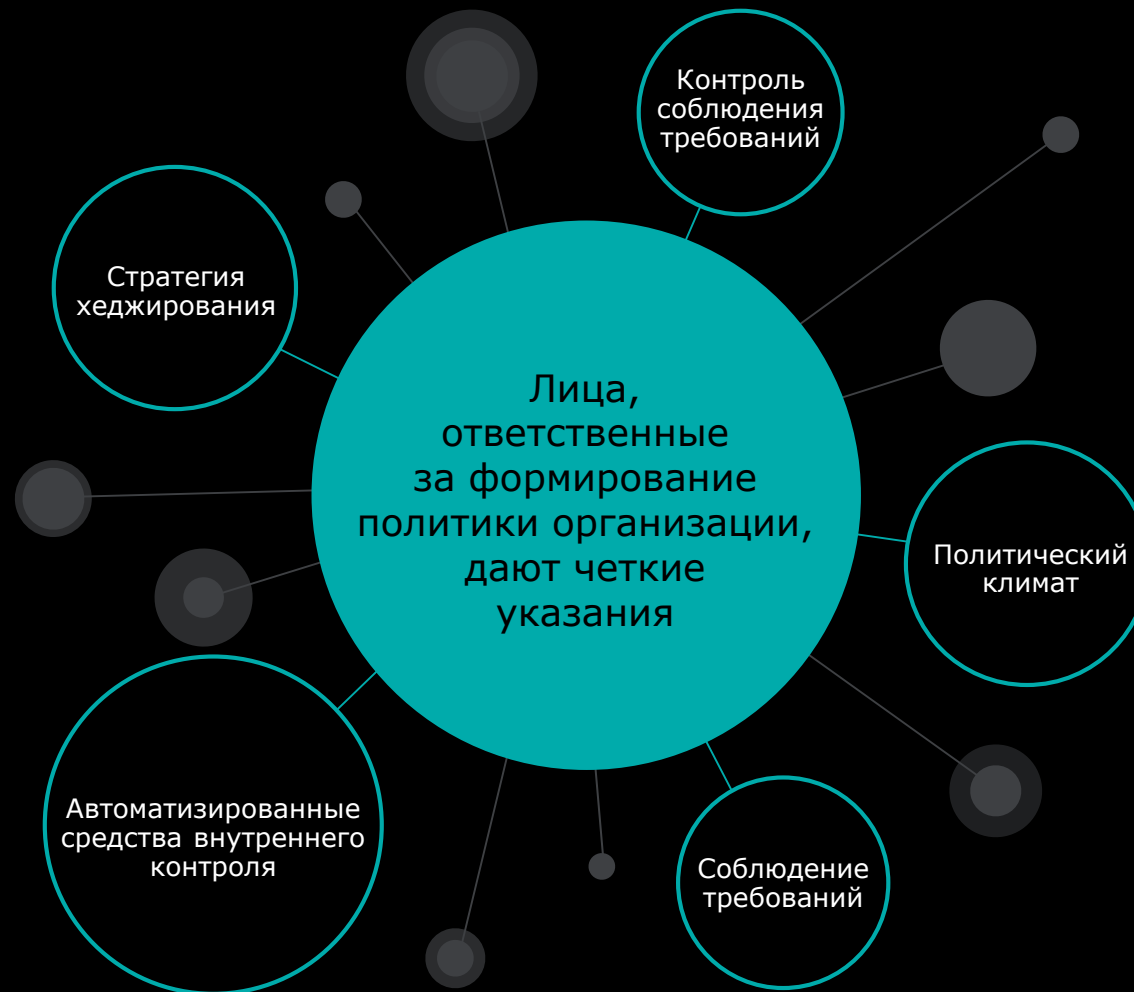 Контроль
соблюдения
требований
Стратегия
хеджирования
Лица,
ответственные
за формирование
политики организации,
дают четкие
указания
Политический
климат
Автоматизированные
средства внутреннего
контроля
Соблюдение
требований